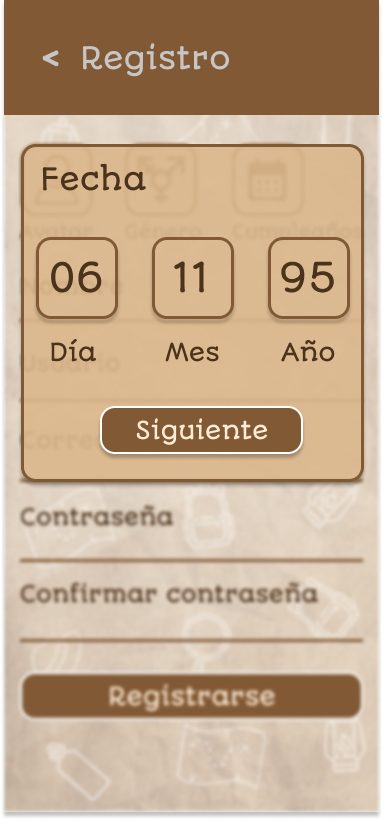 < Registro
Avatar Género Cumpleaños
Fecha
06 11 95
Día Mes Año
Usuario
Correo
Siguiente
Contraseña
Confirmar contraseña
Registrarse